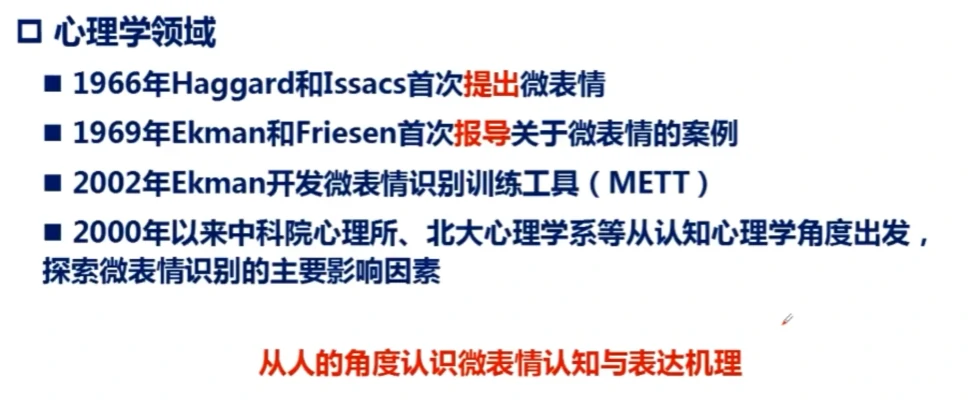 心理学领域
1966年Haggard和Issacs首次提出微表情
1969年Ekman和Friesen首次报导关于微表情的案例
2002年Ekman开发微表情识别训练工具（METT）
2000年以来中科院心理所、北大心理学系等从认知心理学角度出发，
探索微表情识别的主要影响因素
从人的角度认识微表情认知与表达机理